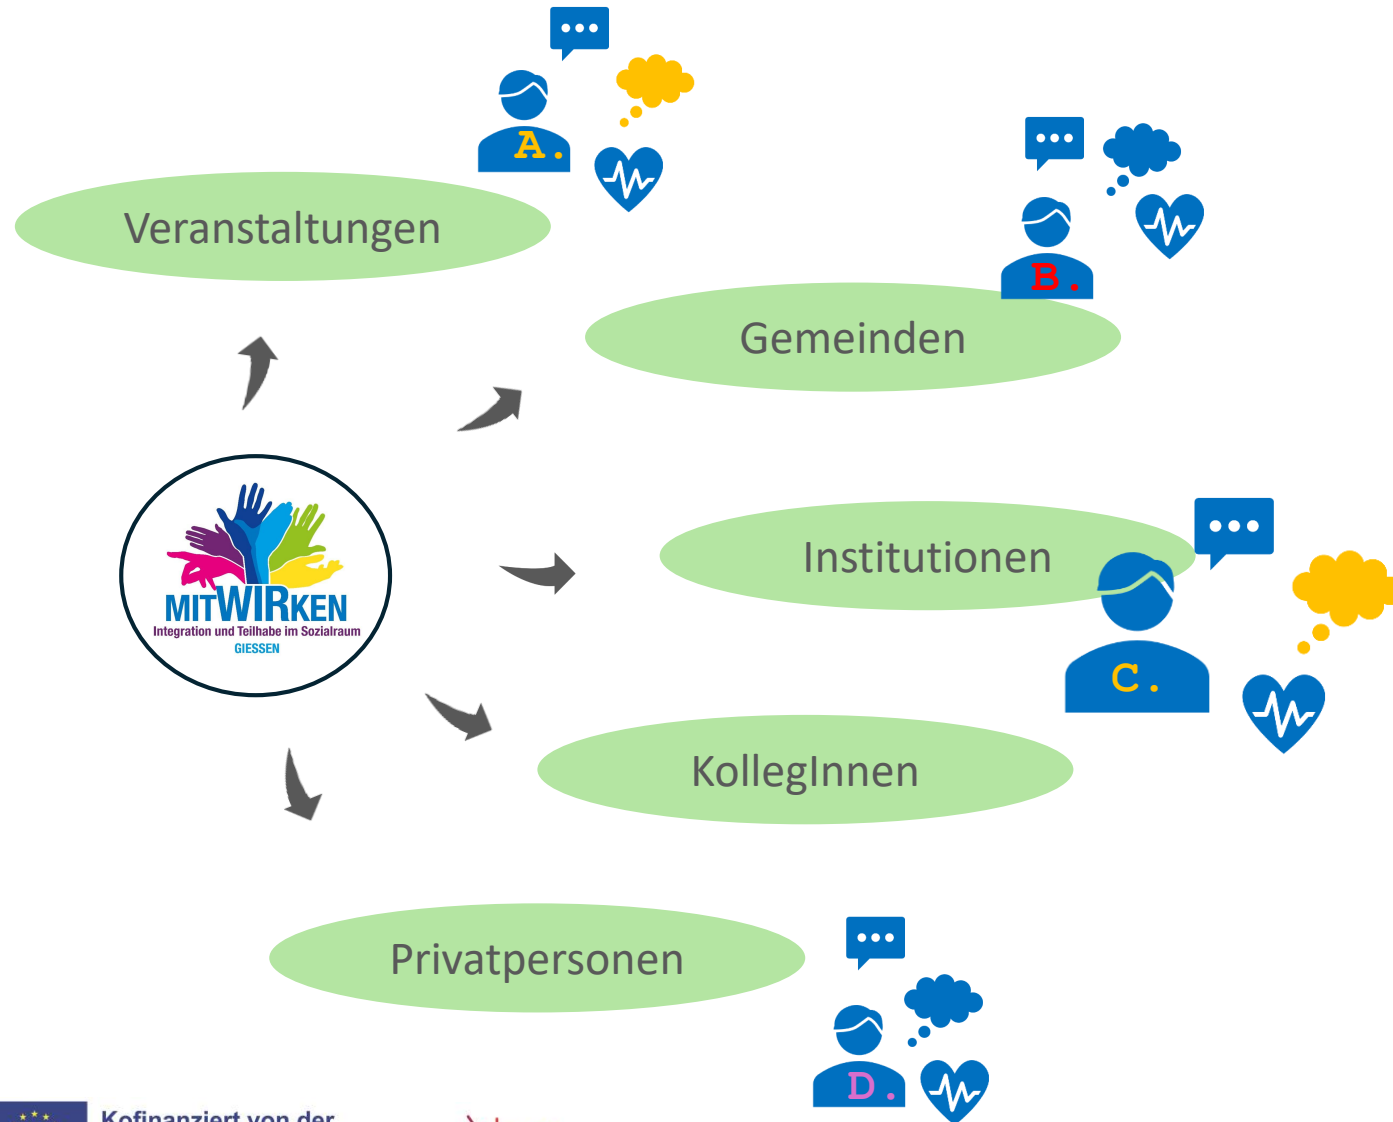 A.
Veranstaltungen
B.
Gemeinden
MITWIRKEN
Integration und Teilhabe im Sozialraum
GIESSEN
Institutionen
C.
KollegInnen
Privatpersonen
D.
Kofinanziert von der